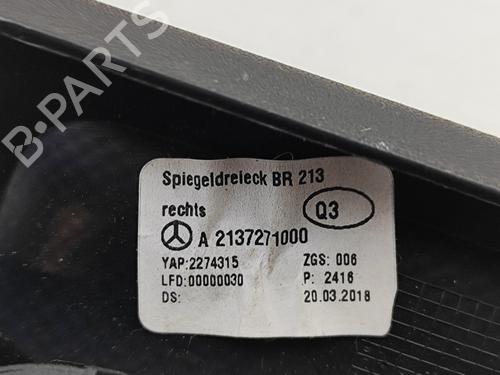 B-PARTS
Spiegeldreieck BR 213
rechts
Q3
A 2137271000
YAP:2274315 ZGS: 006
LFD:00000030 P: 2416
DS: 20.03.2018